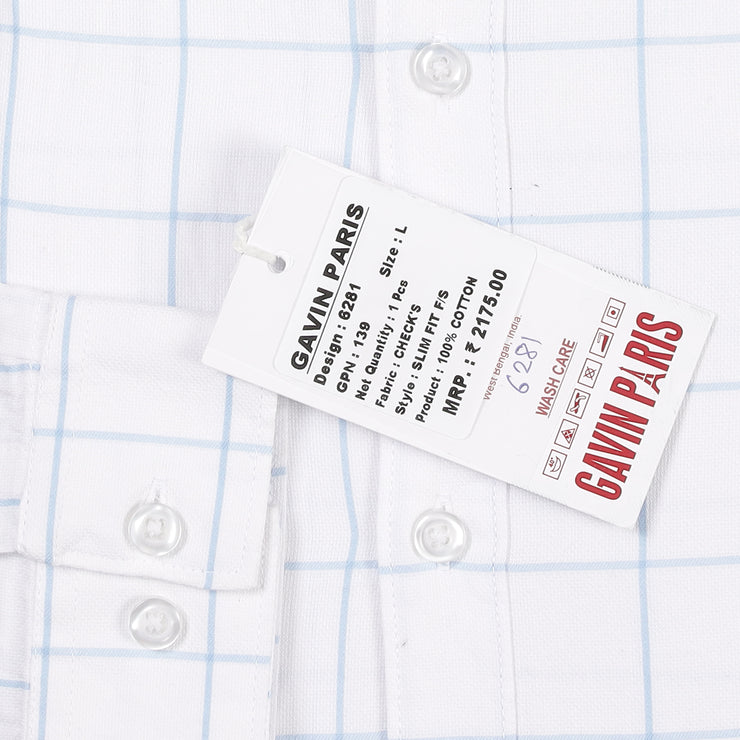 GAVIN PARIS
Design : 6281
GPN : 139 Size : L
Net Quantity : 1 Pcs
Fabric : CHECK'S
Style : SLIM FIT F/S
Product : 100% COTTON
MRP. : ₹ 2175.00
West Bengal, India.
6281
WASH CARE
40°
GAVIN PARIS